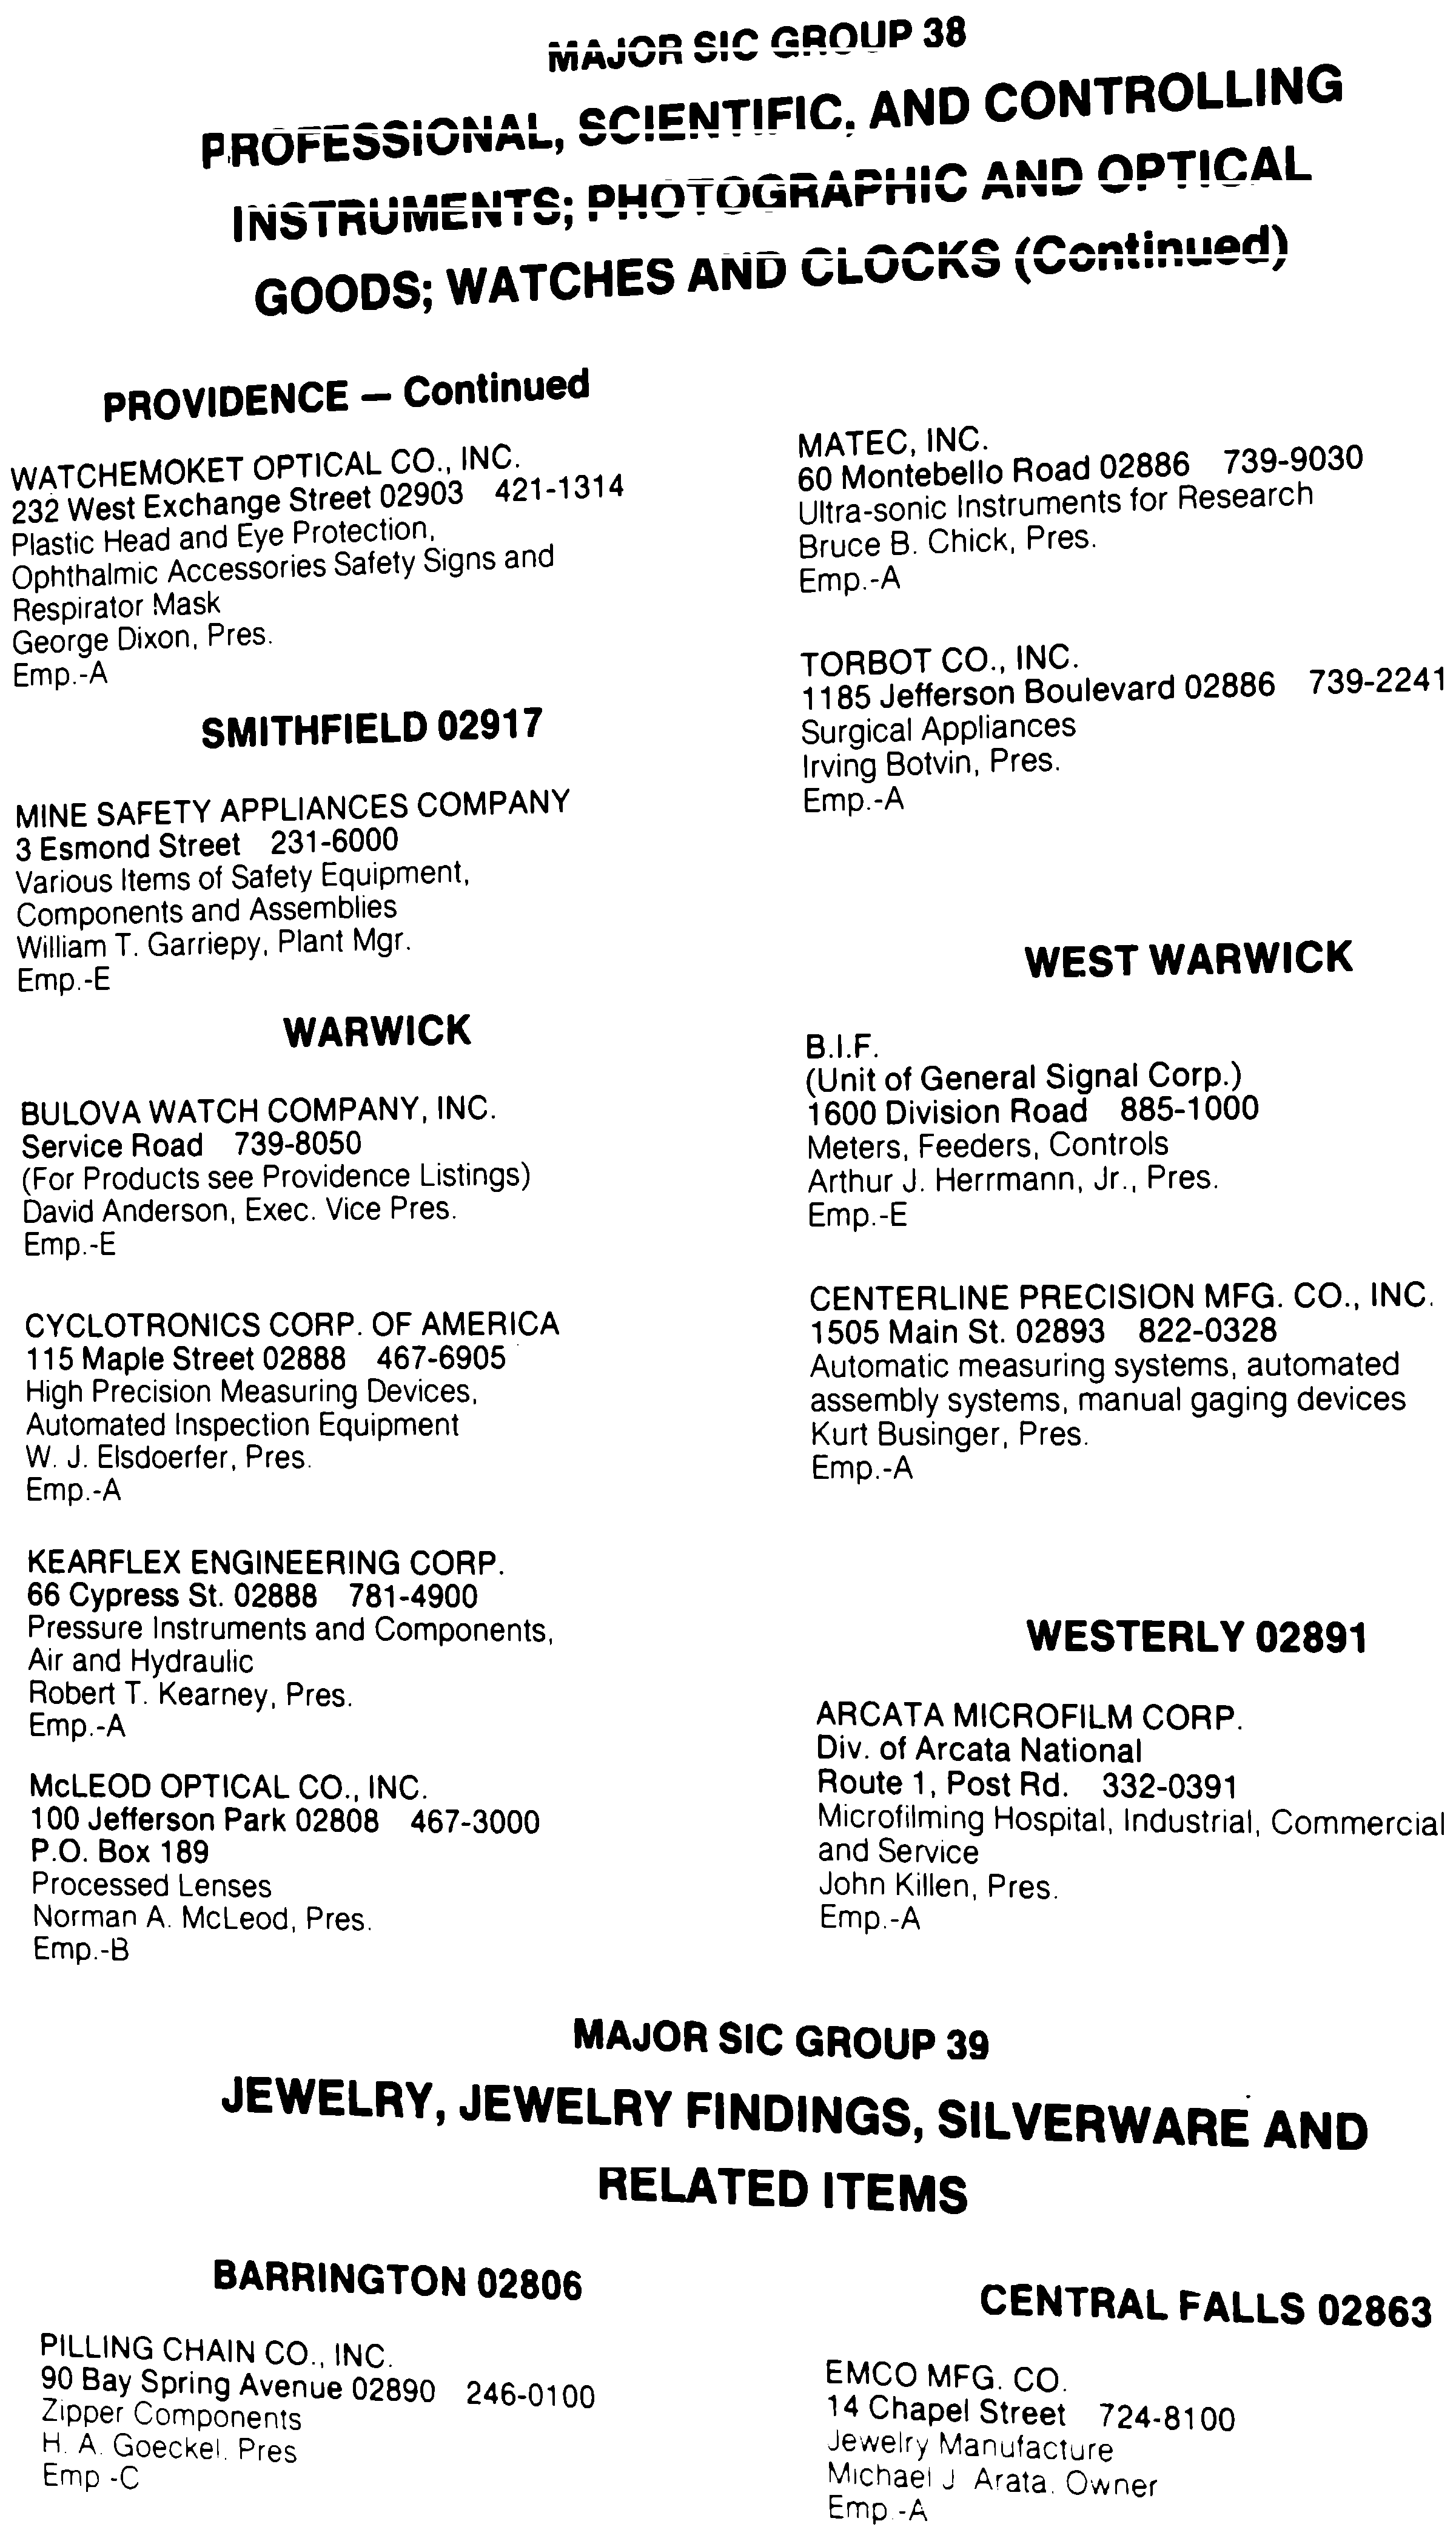 MAJOR SIC GROUP 38
PROFESSIONAL, SCIENTIFIC, AND CONTROLLING
INSTRUMENTS; PHOTOGRAPHIC AND OPTICAL
GOODS; WATCHES AND CLOCKS (Continued)
PROVIDENCE — Continued
WATCHEMOKET OPTICAL CO., INC.
232 West Exchange Street 02903 421-1314
Plastic Head and Eye Protection,
Ophthalmic Accessories Safety Signs and
Respirator Mask
George Dixon, Pres.
Emp.-A
SMITHFIELD 02917
MINE SAFETY APPLIANCES COMPANY
3 Esmond Street 231-6000
Various Items of Safety Equipment,
Components and Assemblies
William T. Garriepy, Plant Mgr.
Emp.-E
WARWICK
BULOVA WATCH COMPANY, INC.
Service Road 739-8050
(For Products see Providence Listings)
David Anderson, Exec. Vice Pres.
Emp.-E
CYCLOTRONICS CORP. OF AMERICA
115 Maple Street 02888 467-6905
High Precision Measuring Devices,
Automated Inspection Equipment
W. J. Elsdoerfer, Pres.
Emp.-A
KEARFLEX ENGINEERING CORP.
66 Cypress St. 02888 781-4900
Pressure Instruments and Components,
Air and Hydraulic
Robert T. Kearney, Pres.
Emp.-A
McLEOD OPTICAL CO., INC.
100 Jefferson Park 02808 467-3000
P.O. Box 189
Processed Lenses
Norman A. McLeod, Pres.
Emp.-B
MATEC, INC.
60 Montebello Road 02886 739-9030
Ultra-sonic Instruments for Research
Bruce B. Chick, Pres.
Emp.-A
TORBOT CO., INC.
1185 Jefferson Boulevard 02886 739-2241
Surgical Appliances
Irving Botvin, Pres.
Emp.-A
WEST WARWICK
B.I.F.
(Unit of General Signal Corp.)
1600 Division Road 885-1000
Meters, Feeders, Controls
Arthur J. Herrmann, Jr., Pres.
Emp.-E
CENTERLINE PRECISION MFG. CO., INC.
1505 Main St. 02893 822-0328
Automatic measuring systems, automated
assembly systems, manual gaging devices
Kurt Businger, Pres.
Emp.-A
WESTERLY 02891
ARCATA MICROFILM CORP.
Div. of Arcata National
Route 1, Post Rd. 332-0391
Microfilming Hospital, Industrial, Commercial
and Service
John Killen, Pres.
Emp.-A
MAJOR SIC GROUP 39
JEWELRY, JEWELRY FINDINGS, SILVERWARE AND
RELATED ITEMS
BARRINGTON 02806
PILLING CHAIN CO., INC.
90 Bay Spring Avenue 02890 246-0100
Zipper Components
H. A. Goeckel, Pres
Emp -C
CENTRAL FALLS 02863
EMCO MFG. CO.
14 Chapel Street 724-8100
Jewelry Manufacture
Michael J Arata, Owner
Emp.-A